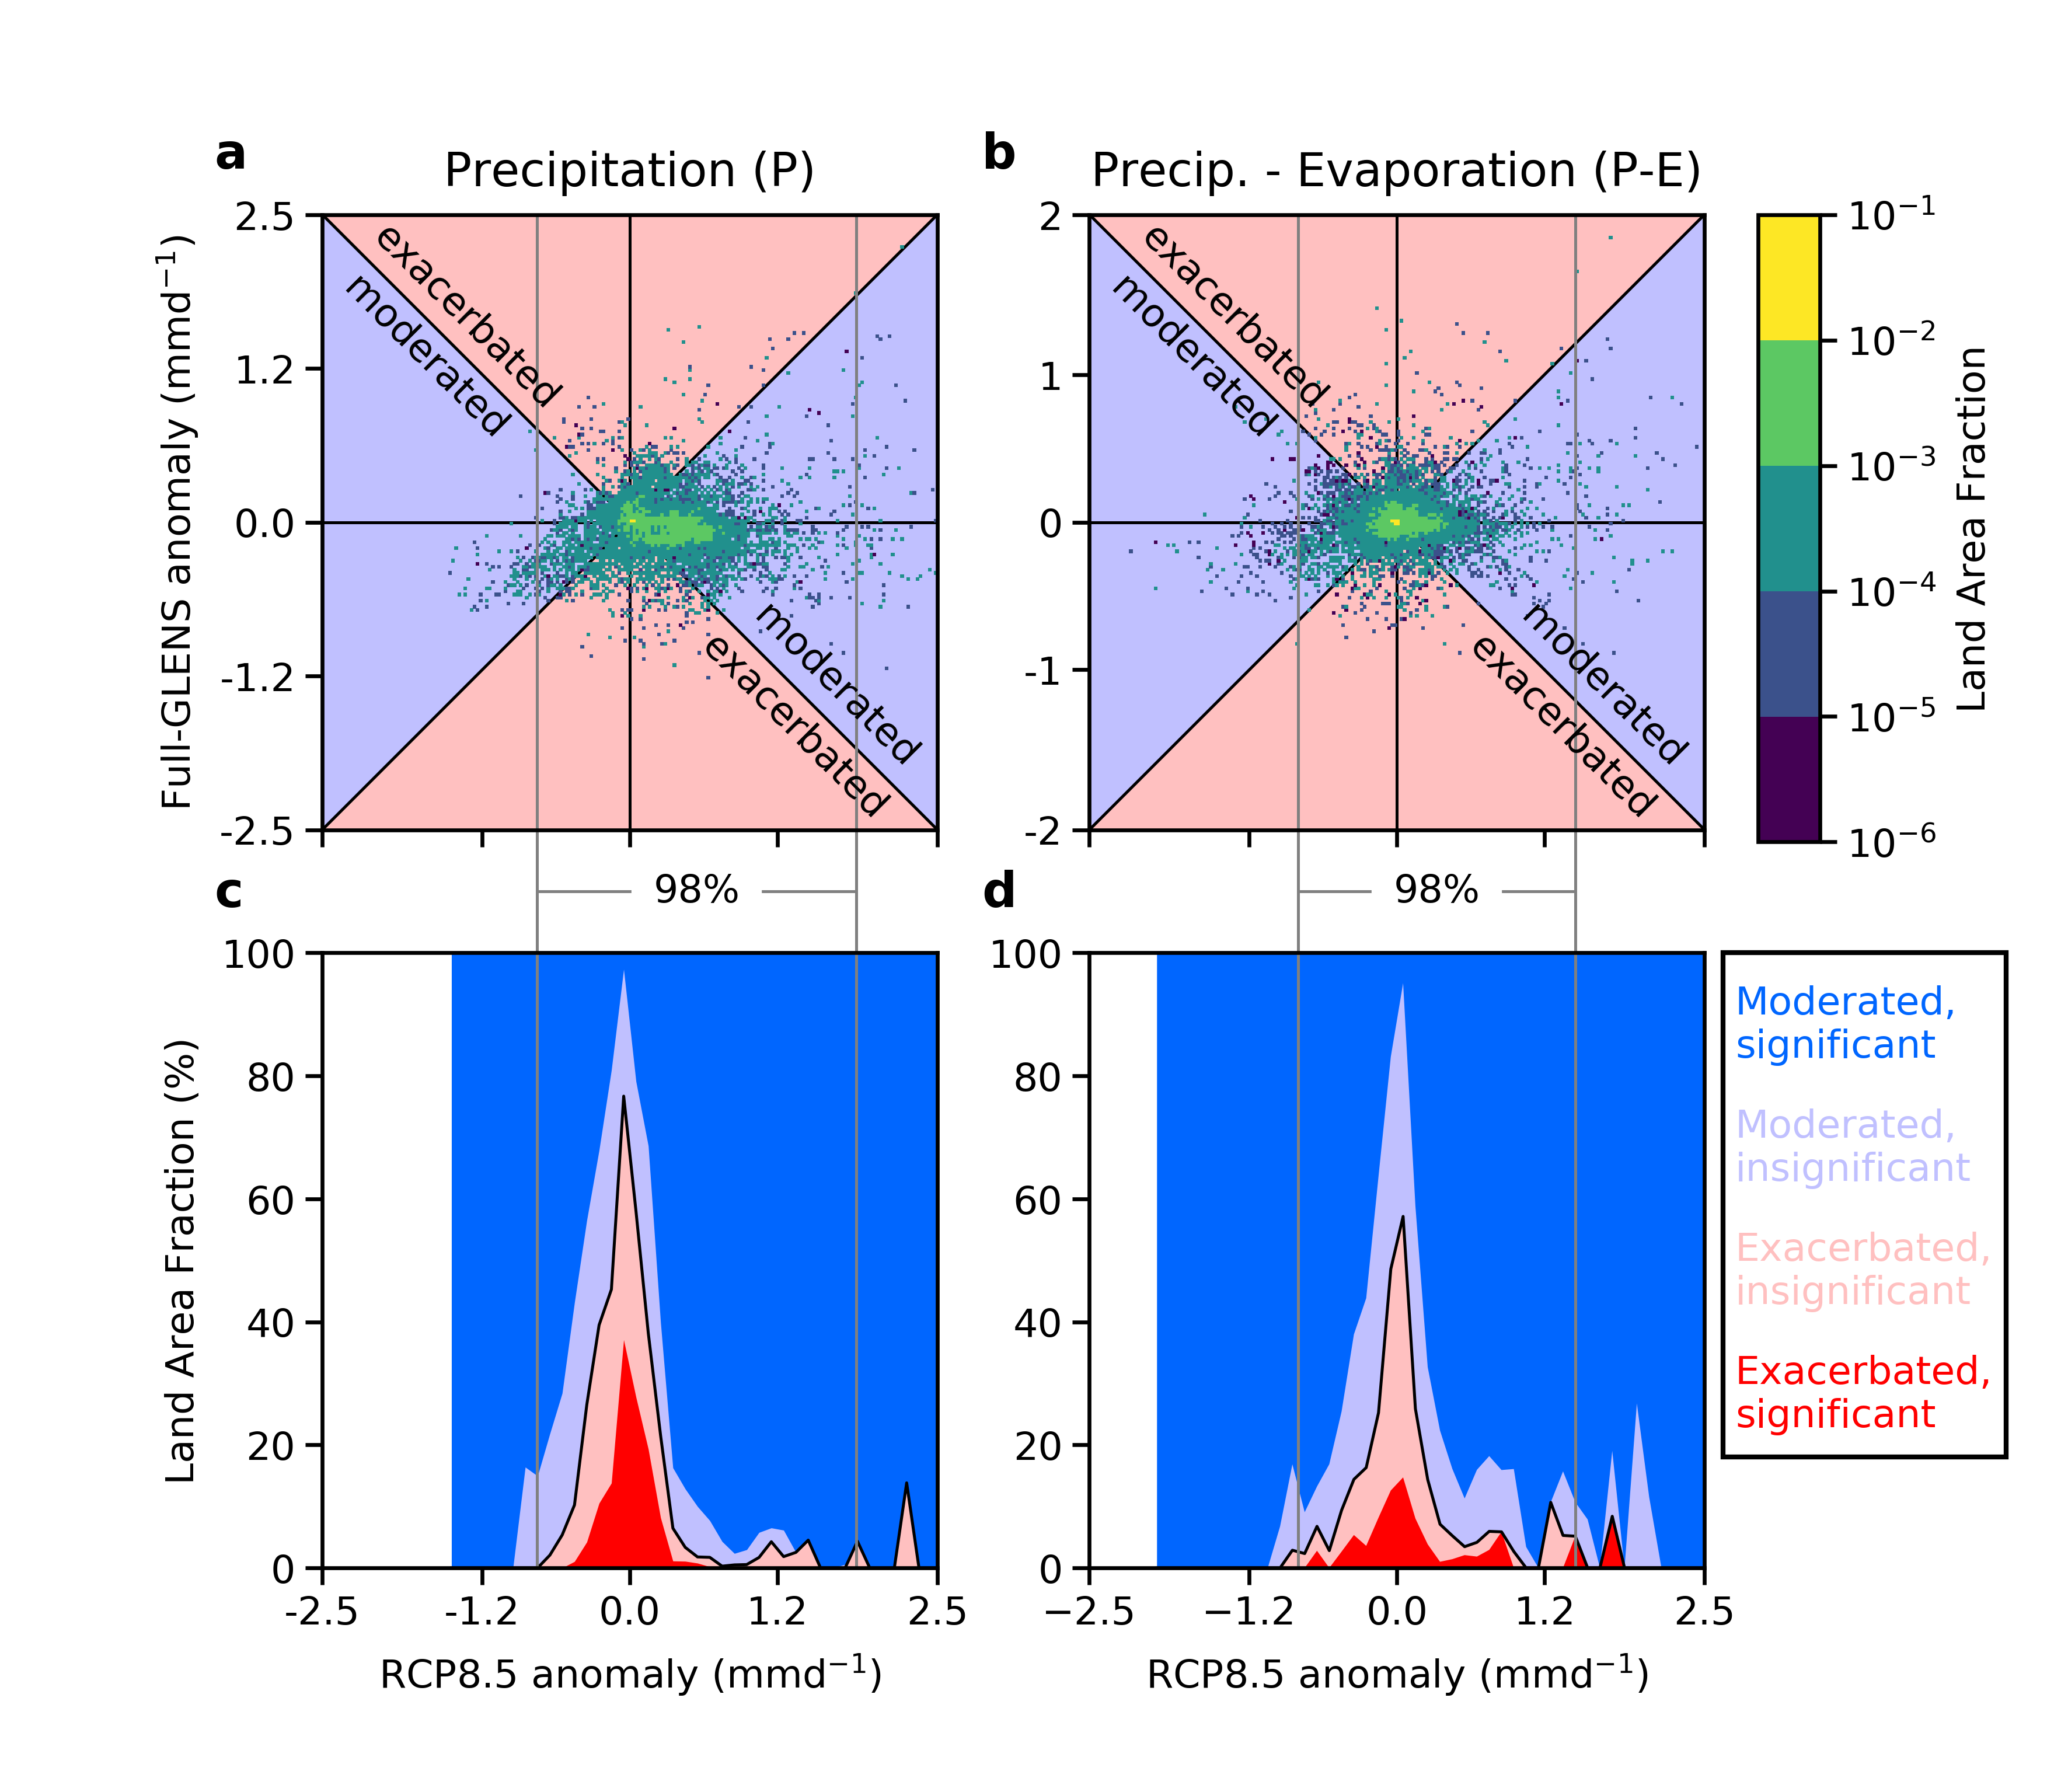 a
Precipitation (P)
b
Precip. - Evaporation (P-E)
Full-GLENS anomaly (mmd⁻¹)
2.5
1.2
0.0
-1.2
-2.5
exacerbated
moderated
moderated
exacerbated
2
1
0
-1
-2
exacerbated
moderated
moderated
exacerbated
10⁻¹
10⁻²
10⁻³
10⁻⁴
10⁻⁵
10⁻⁶
Land Area Fraction
c
98%
d
98%
Land Area Fraction (%)
100
80
60
40
20
0
-2.5
-1.2
0.0
1.2
2.5
RCP8.5 anomaly (mmd⁻¹)
100
80
60
40
20
0
−2.5
−1.2
0.0
1.2
2.5
RCP8.5 anomaly (mmd⁻¹)
Moderated,
significant
Moderated,
insignificant
Exacerbated,
insignificant
Exacerbated,
significant